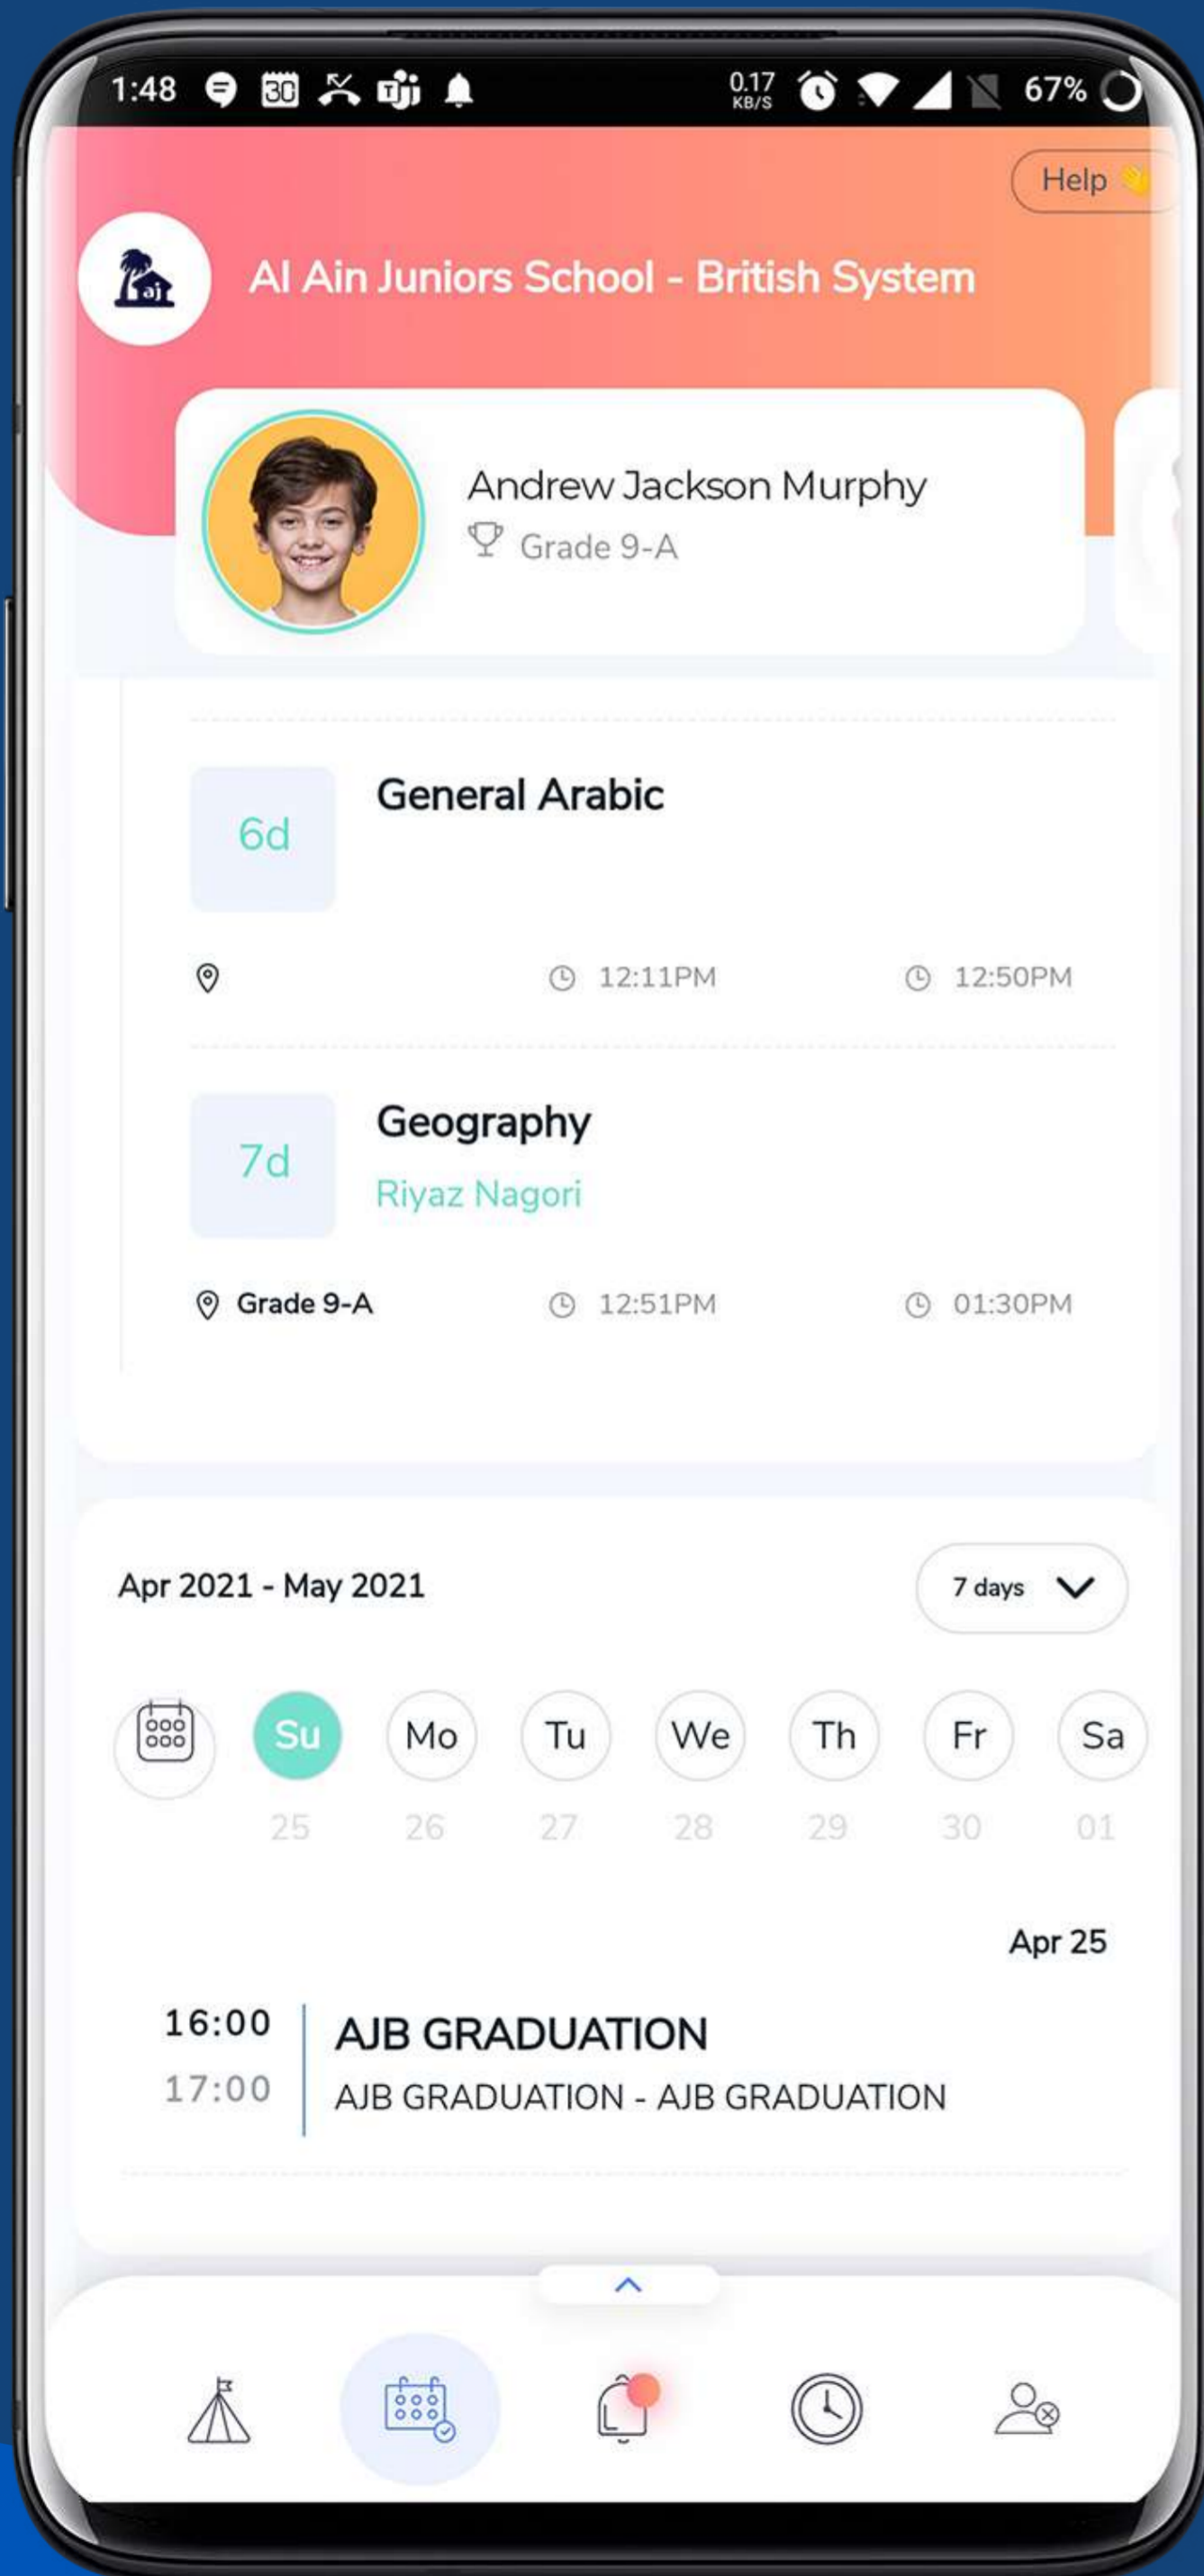 1:48 30 0.17 KB/S 67%
Help
aj
Al Ain Juniors School - British System
Andrew Jackson Murphy
Grade 9-A
6d
General Arabic
12:11PM 12:50PM
7d
Geography
Riyaz Nagori
Grade 9-A 12:51PM 01:30PM
Apr 2021 - May 2021 7 days
Su Mo Tu We Th Fr Sa
25 26 27 28 29 30 01
Apr 25
16:00 AJB GRADUATION
17:00 AJB GRADUATION - AJB GRADUATION